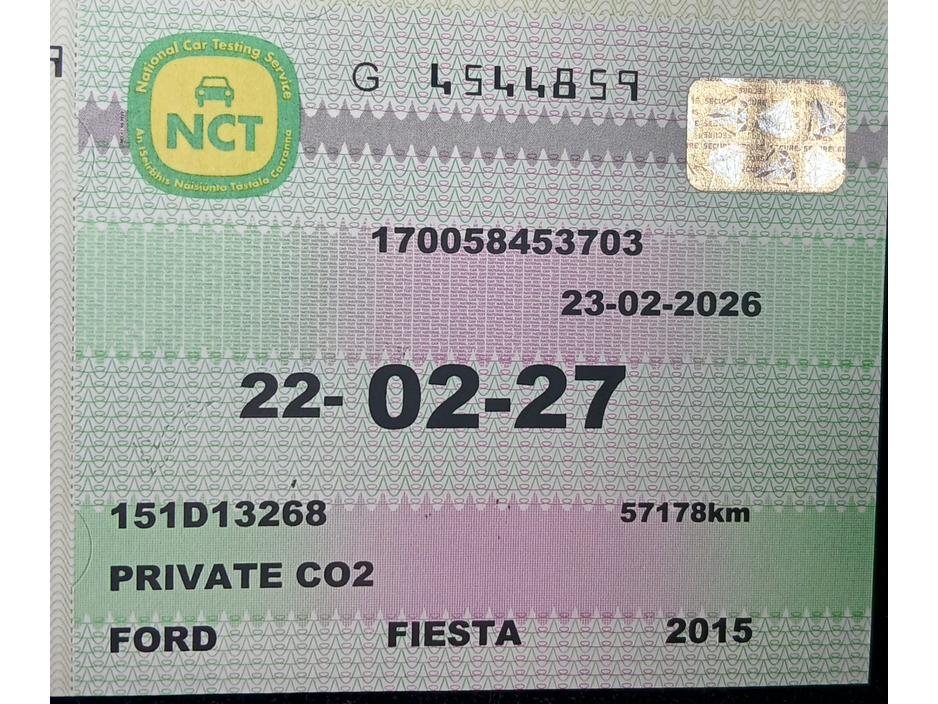 National Car Testing Service
NCT
An tSeirbhís Náisiúnta Tástála Carranna
G 4544859
170058453703
23-02-2026
22-02-27
151D13268
57178km
PRIVATE CO2
FORD FIESTA 2015